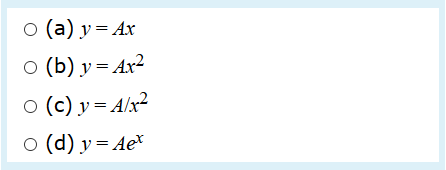 (a) y = Ax
(b) y = Ax²
(c) y = A/x²
(d) y = Aeˣ